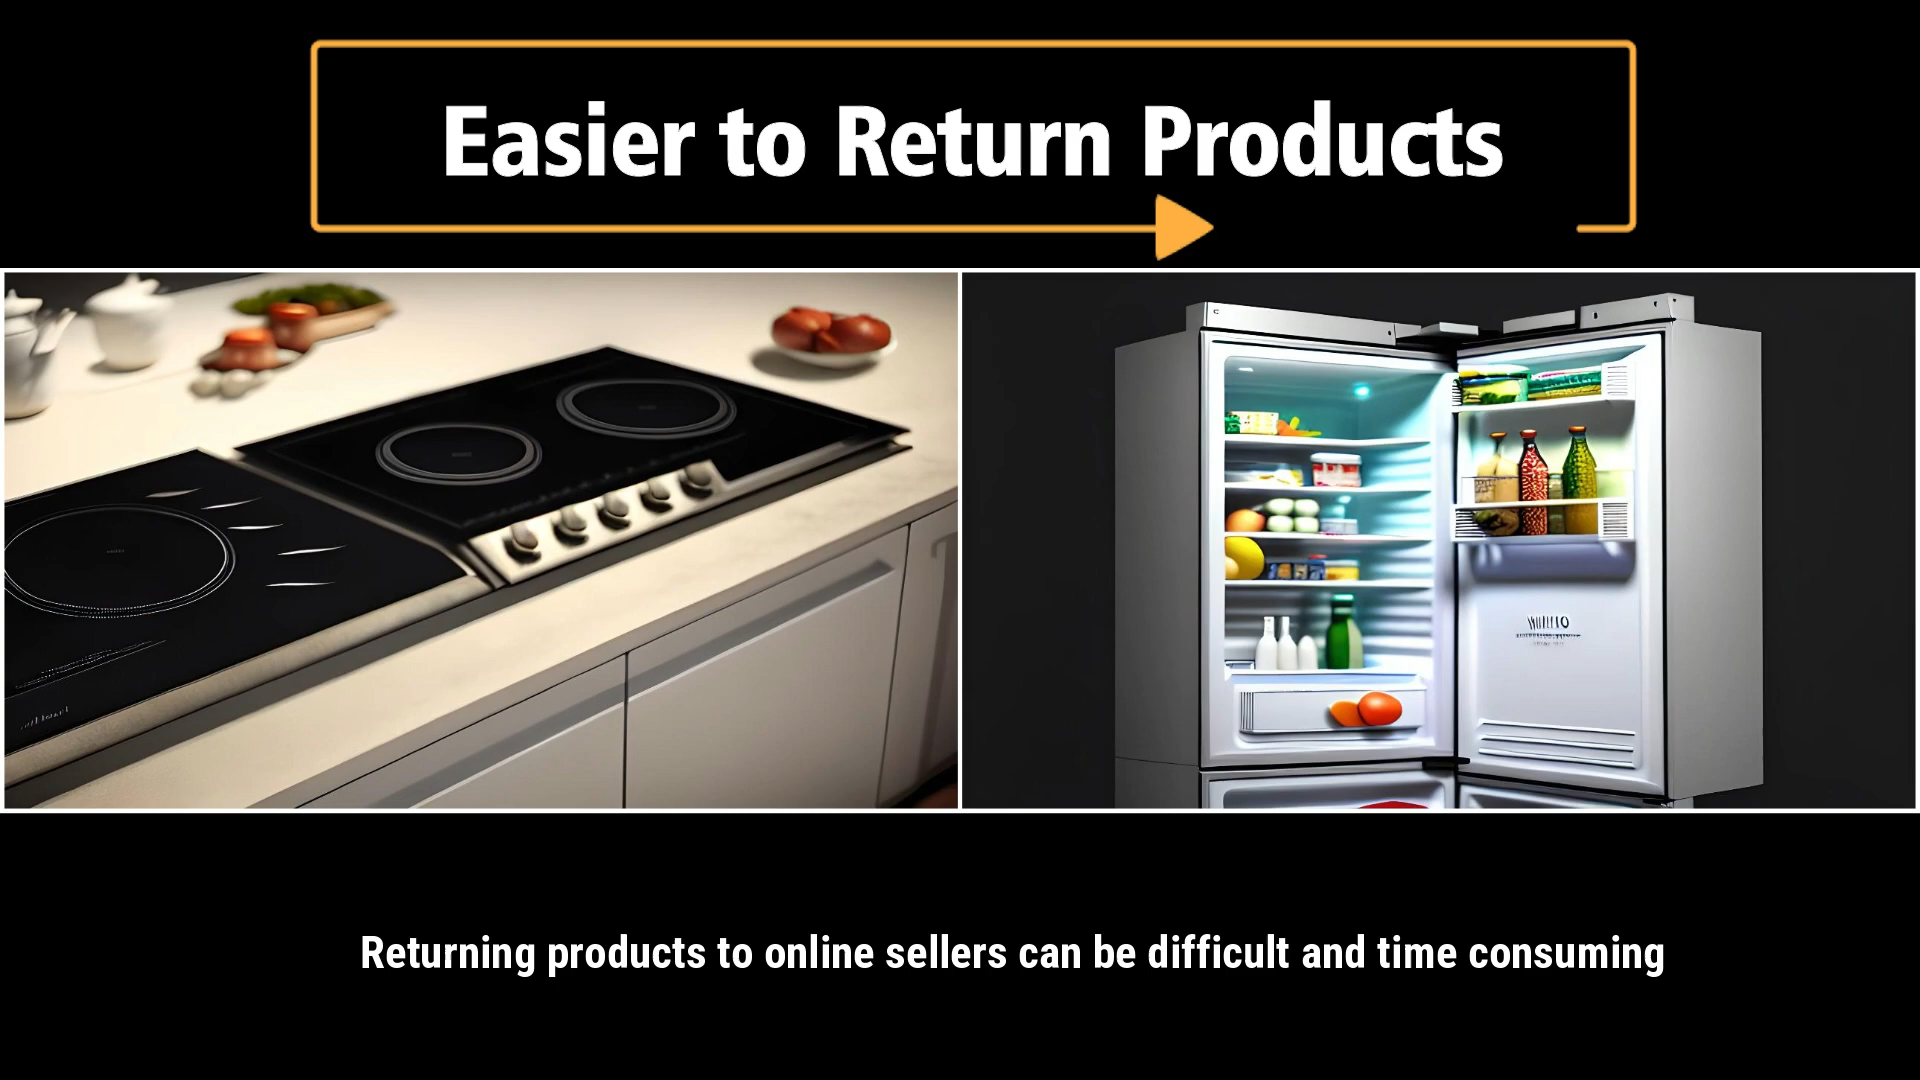 Easier to Return Products
Returning products to online sellers can be difficult and time consuming